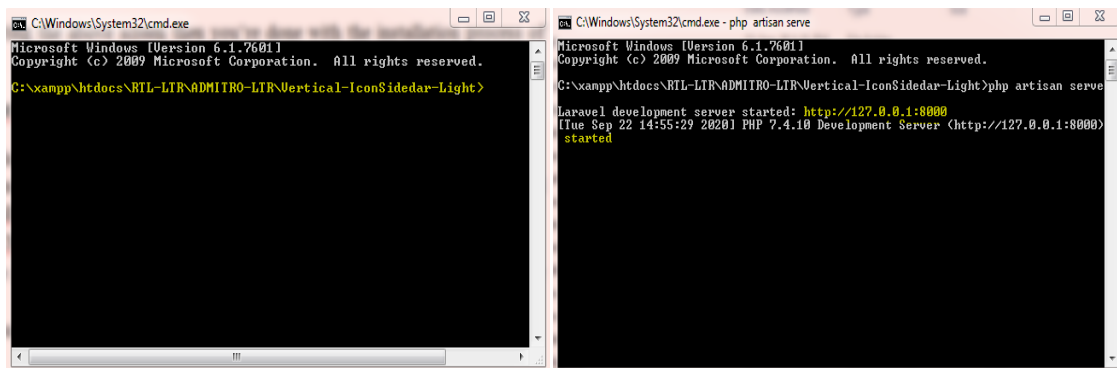 C:\Windows\System32\cmd.exe
Microsoft Windows [Version 6.1.7601]
Copyright (c) 2009 Microsoft Corporation.  All rights reserved.
C:\xampp\htdocs\RTL-LTR\ADMITRO-LTR\Vertical-IconSidedar-Light>
C:\Windows\System32\cmd.exe - php  artisan serve
Microsoft Windows [Version 6.1.7601]
Copyright (c) 2009 Microsoft Corporation.  All rights reserved.
C:\xampp\htdocs\RTL-LTR\ADMITRO-LTR\Vertical-IconSidedar-Light>php artisan serve
Laravel development server started: http://127.0.0.1:8000
[Tue Sep 22 14:55:29 2020] PHP 7.4.10 Development Server (http://127.0.0.1:8000)
started